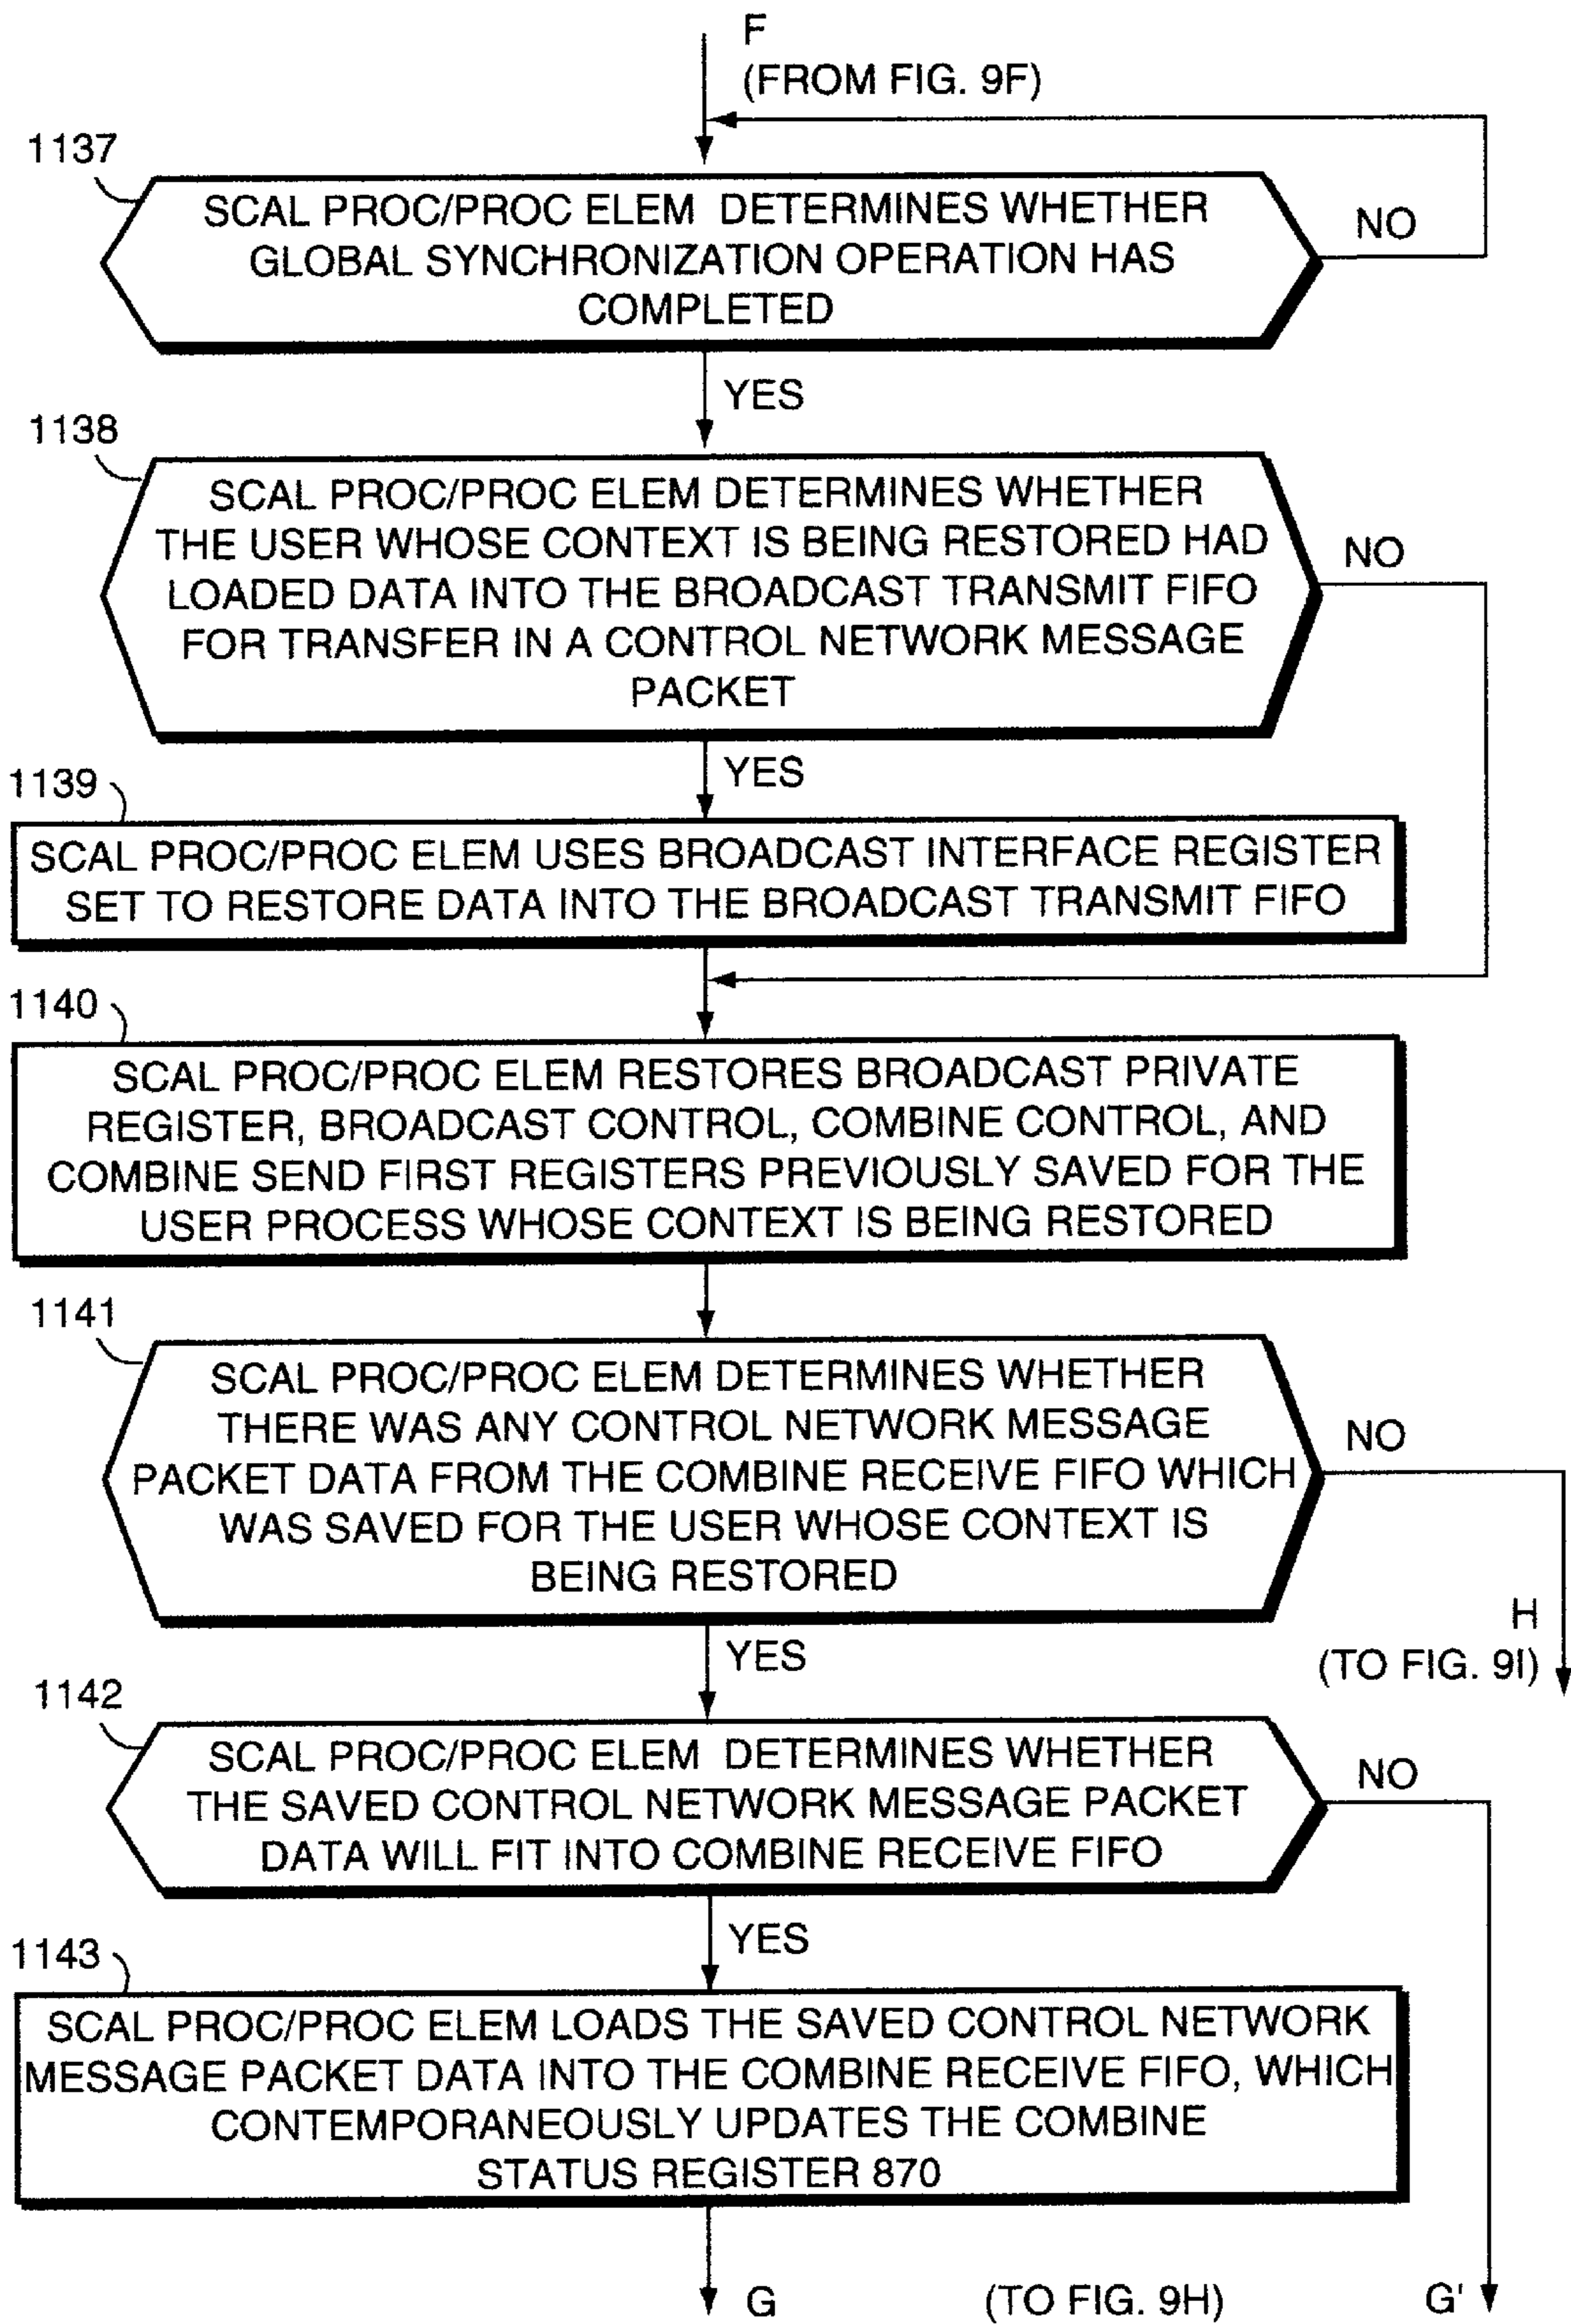 F
(FROM FIG. 9F)
1137
SCAL PROC/PROC ELEM DETERMINES WHETHER
GLOBAL SYNCHRONIZATION OPERATION HAS
COMPLETED
NO
YES
1138
SCAL PROC/PROC ELEM DETERMINES WHETHER
THE USER WHOSE CONTEXT IS BEING RESTORED HAD
LOADED DATA INTO THE BROADCAST TRANSMIT FIFO
FOR TRANSFER IN A CONTROL NETWORK MESSAGE
PACKET
NO
YES
1139
SCAL PROC/PROC ELEM USES BROADCAST INTERFACE REGISTER
SET TO RESTORE DATA INTO THE BROADCAST TRANSMIT FIFO
1140
SCAL PROC/PROC ELEM RESTORES BROADCAST PRIVATE
REGISTER, BROADCAST CONTROL, COMBINE CONTROL, AND
COMBINE SEND FIRST REGISTERS PREVIOUSLY SAVED FOR THE
USER PROCESS WHOSE CONTEXT IS BEING RESTORED
1141
SCAL PROC/PROC ELEM DETERMINES WHETHER
THERE WAS ANY CONTROL NETWORK MESSAGE
PACKET DATA FROM THE COMBINE RECEIVE FIFO WHICH
WAS SAVED FOR THE USER WHOSE CONTEXT IS
BEING RESTORED
NO
H
(TO FIG. 9I)
YES
1142
SCAL PROC/PROC ELEM DETERMINES WHETHER
THE SAVED CONTROL NETWORK MESSAGE PACKET
DATA WILL FIT INTO COMBINE RECEIVE FIFO
NO
YES
1143
SCAL PROC/PROC ELEM LOADS THE SAVED CONTROL NETWORK
MESSAGE PACKET DATA INTO THE COMBINE RECEIVE FIFO, WHICH
CONTEMPORANEOUSLY UPDATES THE COMBINE
STATUS REGISTER 870
G (TO FIG. 9H) G'